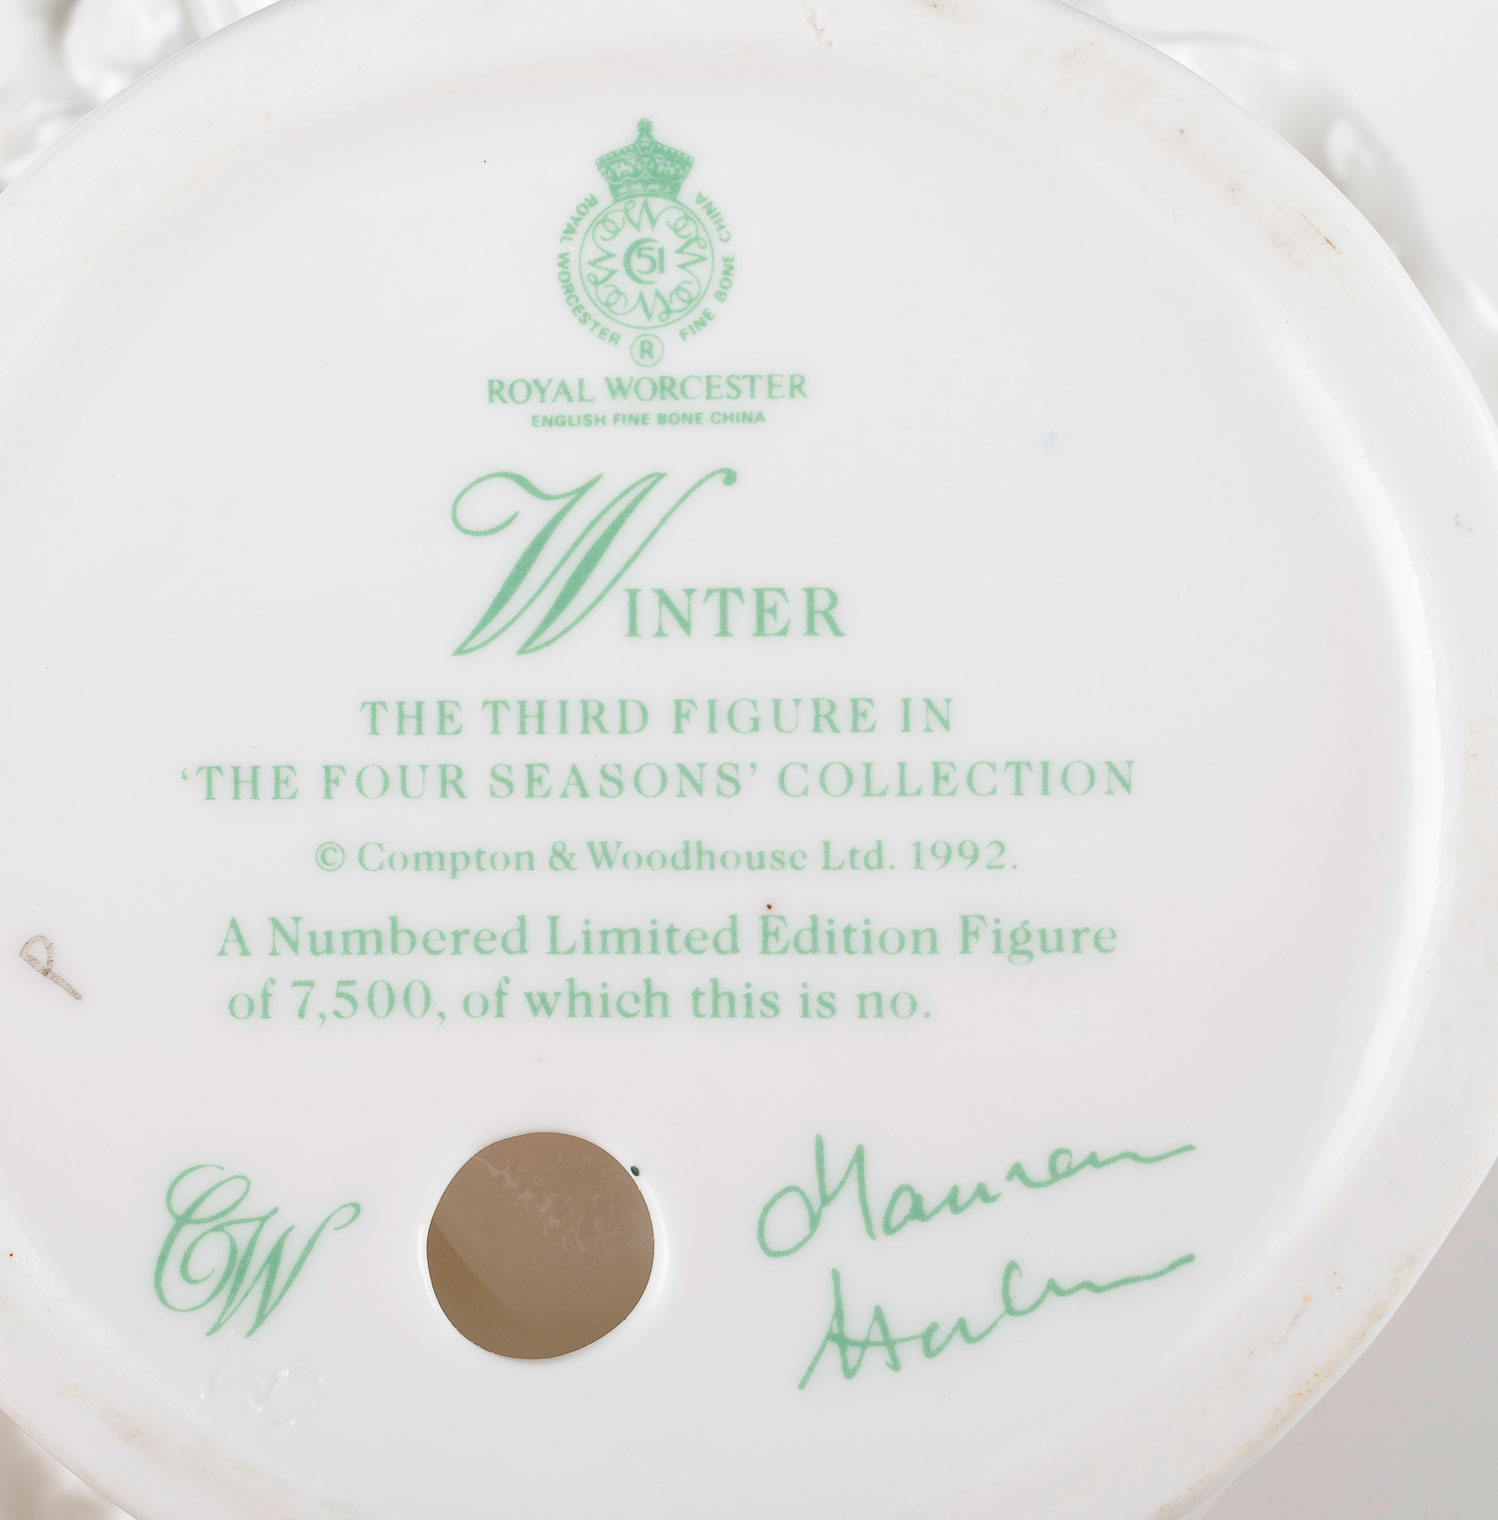 ROYAL WORCESTER FINE BONE CHINA
51
R
ROYAL WORCESTER
ENGLISH FINE BONE CHINA
WINTER
THE THIRD FIGURE IN
‘THE FOUR SEASONS’ COLLECTION
© Compton & Woodhouse Ltd. 1992.
A Numbered Limited Edition Figure
of 7,500, of which this is no.
P
CW
Maureen